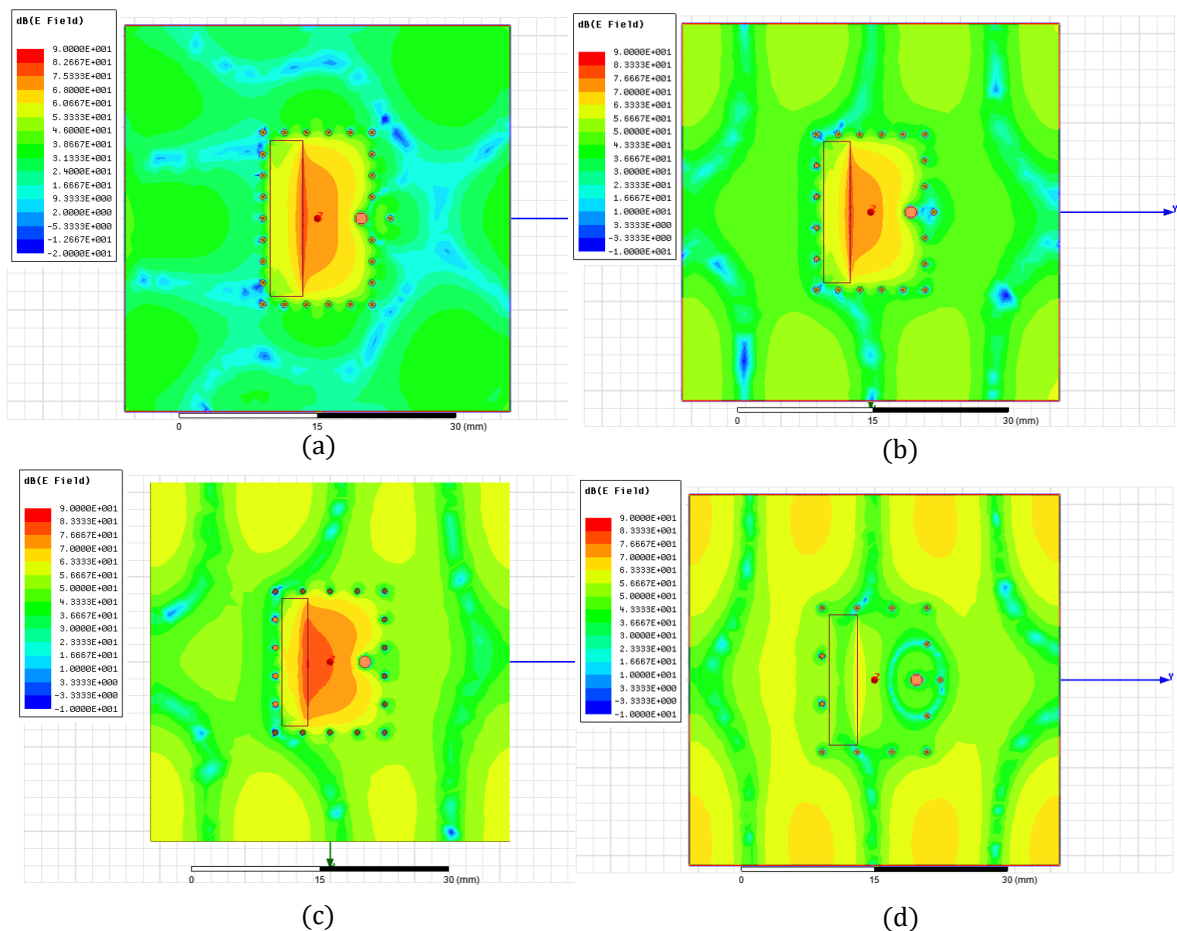 dB(E Field)
9.0000E+001
8.2667E+001
7.5333E+001
6.8000E+001
6.0667E+001
4.6000E+001
3.8667E+001
3.1333E+001
2.4000E+001
1.6667E+001
9.3333E+000
2.0000E+000
-5.3333E+000
-1.2667E+001
-2.0000E+001
0
15
30 (mm)
(a)
dB(E Field)
9.0000E+001
8.3333E+001
7.6667E+001
7.0000E+001
6.3333E+001
5.6667E+001
5.0000E+001
4.3333E+001
3.6667E+001
3.0000E+001
2.3333E+001
1.6667E+001
1.0000E+001
3.3333E+000
-3.3333E+000
-1.0000E+001
Y
0
15
30 (mm)
(b)
dB(E Field)
9.0000E+001
8.3333E+001
7.6667E+001
7.0000E+001
6.3333E+001
5.6667E+001
5.0000E+001
4.3333E+001
3.6667E+001
3.0000E+001
2.3333E+001
1.6667E+001
1.0000E+001
3.3333E+000
-3.3333E+000
-1.0000E+001
0
15
30 (mm)
(c)
dB(E Field)
9.0000E+001
8.3333E+001
7.6667E+001
7.0000E+001
6.3333E+001
5.6667E+001
5.0000E+001
4.3333E+001
3.6667E+001
3.0000E+001
2.3333E+001
1.6667E+001
1.0000E+001
3.3333E+000
-3.3333E+000
-1.0000E+001
Y
0
15
30 (mm)
(d)